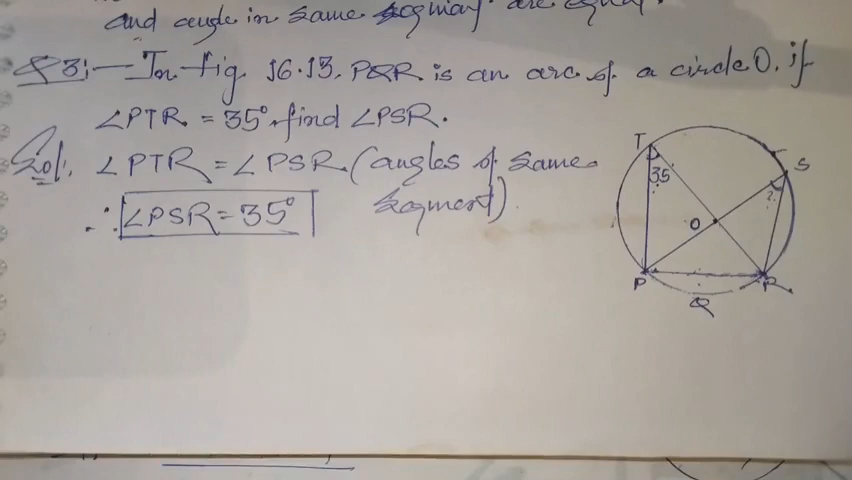 and angle in same segment are equal.
Q3:— In fig 16.13, PQR is an arc of a circle O. if
∠PTR = 35°, find ∠PSR.
Sol. ∠PTR = ∠PSR (angles of same
segment)
∴ ∠PSR = 35°
T
S
35°
?
O
P
R
Q